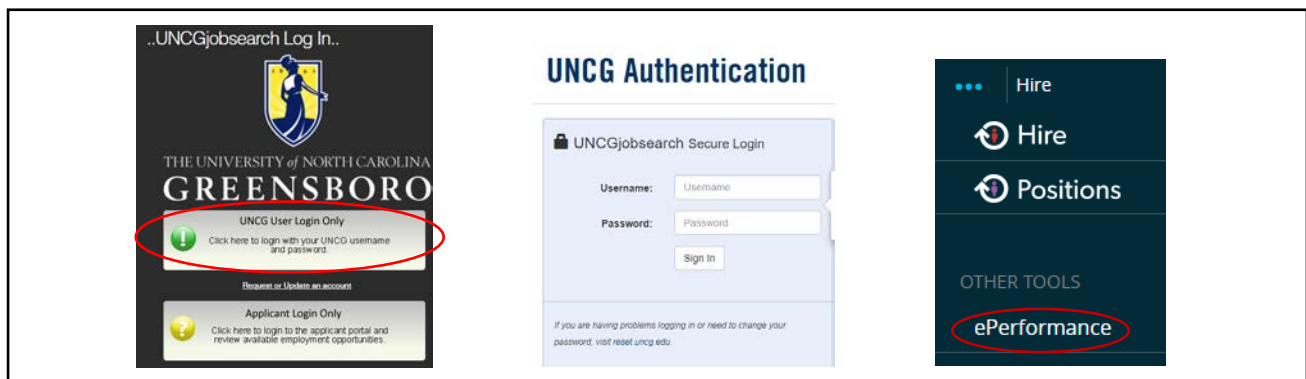 ..UNCGjobsearch Log In..
THE UNIVERSITY of NORTH CAROLINA
GREENSBORO
UNCG User Login Only
Click here to login with your UNCG username
and password.
Request or Update an account
Applicant Login Only
Click here to login to the applicant portal and
review available employment opportunities.
UNCG Authentication
UNCGjobsearch Secure Login
Username:
Username
Password:
Password
Sign In
If you are having problems logging in or need to change your
password, visit reset.uncg.edu.
Hire
Hire
Positions
OTHER TOOLS
ePerformance